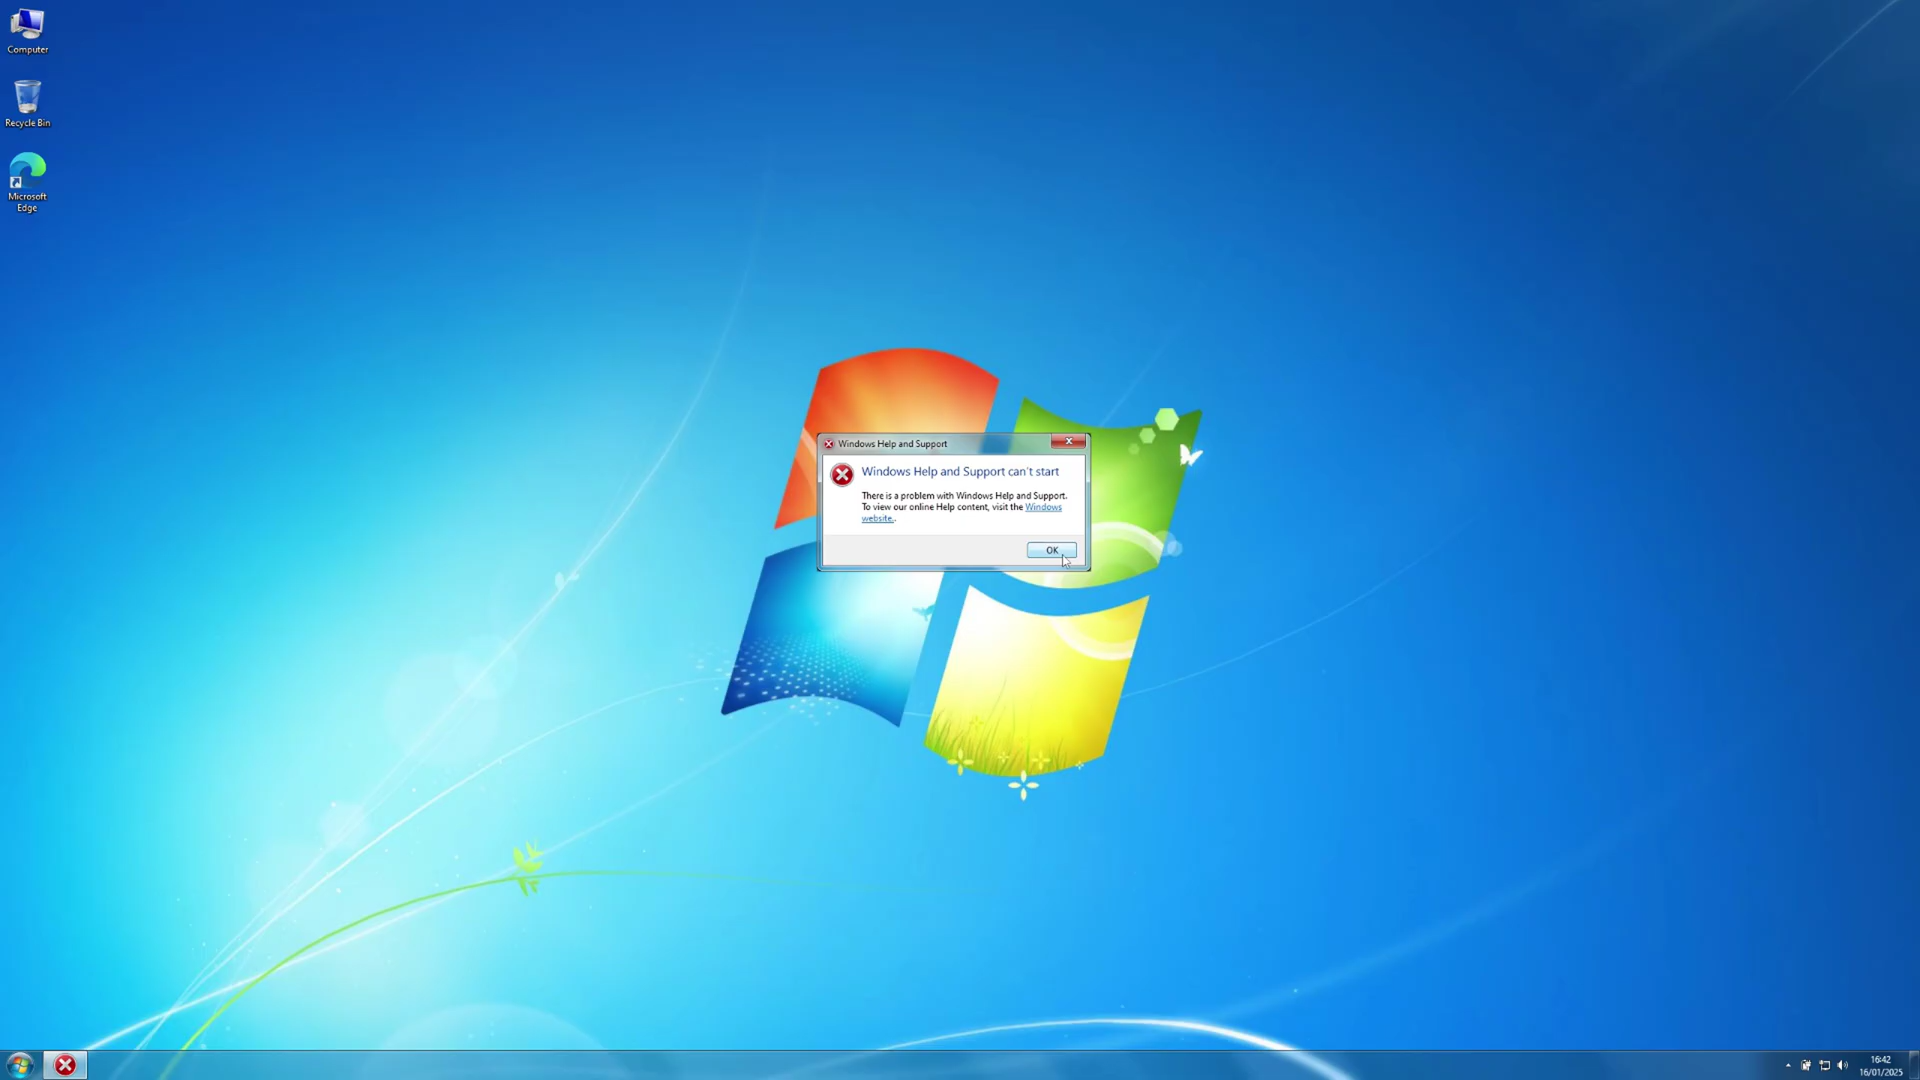 Computer
Recycle Bin
Microsoft
Edge
Windows Help and Support
Windows Help and Support can't start
There is a problem with Windows Help and Support.
To view our online Help content, visit the Windows
website..
OK
16:42
16/01/2025